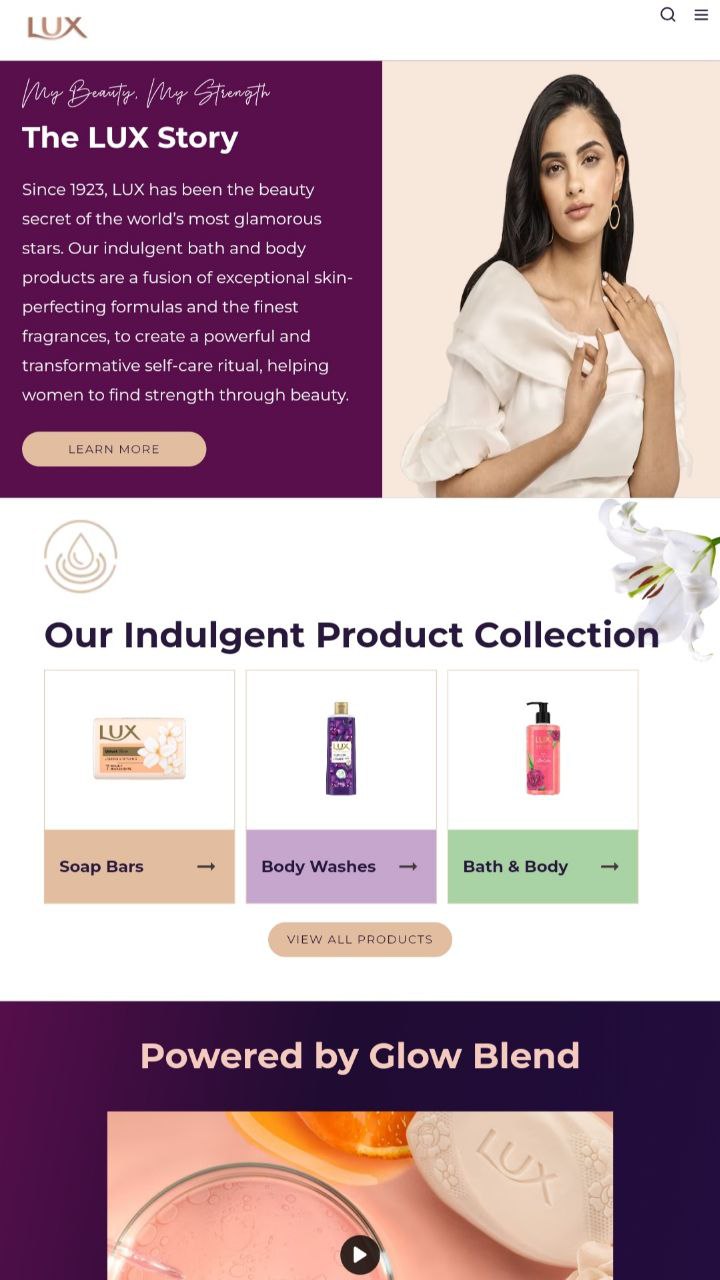 LUX
My Beauty, My Strength
The LUX Story
Since 1923, LUX has been the beauty
secret of the world's most glamorous
stars. Our indulgent bath and body
products are a fusion of exceptional skin-
perfecting formulas and the finest
fragrances, to create a powerful and
transformative self-care ritual, helping
women to find strength through beauty.
LEARN MORE
Our Indulgent Product Collection
LUX
LUX
LUX
Soap Bars
Body Washes
Bath & Body
VIEW ALL PRODUCTS
Powered by Glow Blend
LUX